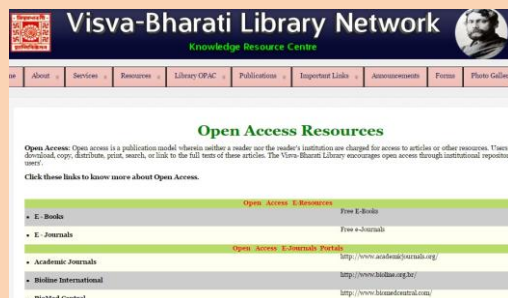 Visva-Bharati Library Network
Knowledge Resource Centre
About
Services
Resources
Library OPAC
Publications
Important Links
Announcements
Forms
Photo Galle
Open Access Resources
Open Access: Open access is a publication model wherein neither a reader nor the reader's institution are charged for access to articles or other resources. Users
download, copy, distribute, print, search, or link to the full texts of these articles. The Visva-Bharati Library encourages open access through institutional repositor
users'.
Click these links to know more about Open Access.
Open Access E-Resources
• E - Books Free E-Books
• E - Journals Free e-Journals
Open Access E-Journals Portals
• Academic Journals http://www.academicjournals.org/
• Bioline International http://www.bioline.org.br/
• BioMed Central http://www.biomedcentral.com/